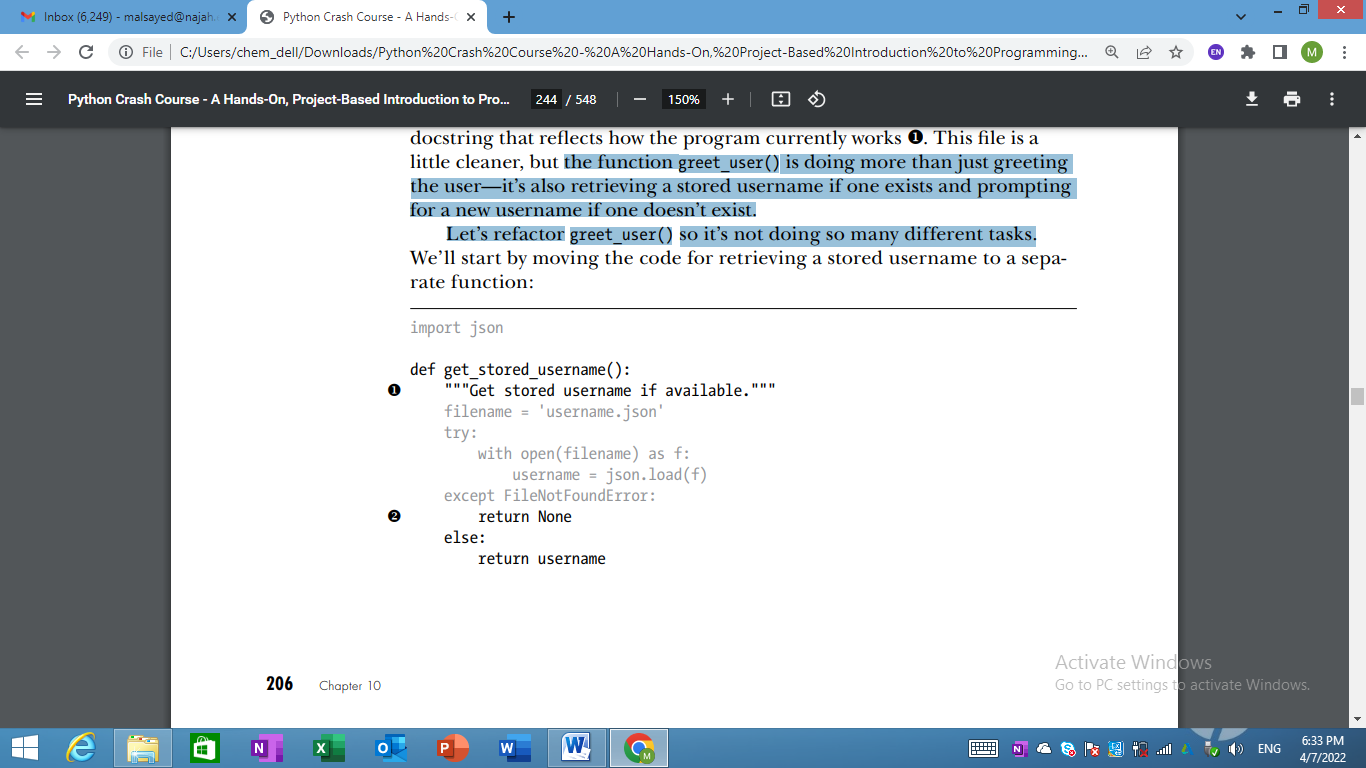 Inbox (6,249) - malsayed@najah.
Python Crash Course - A Hands-O
File
C:/Users/chem_dell/Downloads/Python%20Crash%20Course%20-%20A%20Hands-On,%20Project-Based%20Introduction%20to%20Programming...
EN
M
Python Crash Course - A Hands-On, Project-Based Introduction to Pro...
244 / 548
150%
docstring that reflects how the program currently works ❶. This file is a
little cleaner, but the function greet_user() is doing more than just greeting
the user—it’s also retrieving a stored username if one exists and prompting
for a new username if one doesn’t exist.
Let’s refactor greet_user() so it’s not doing so many different tasks.
We’ll start by moving the code for retrieving a stored username to a sepa-
rate function:
import json
def get_stored_username():
❶ """Get stored username if available."""
filename = 'username.json'
try:
with open(filename) as f:
username = json.load(f)
except FileNotFoundError:
❷ return None
else:
return username
Activate Windows
Go to PC settings to activate Windows.
206 Chapter 10
ENG
6:33 PM
4/7/2022